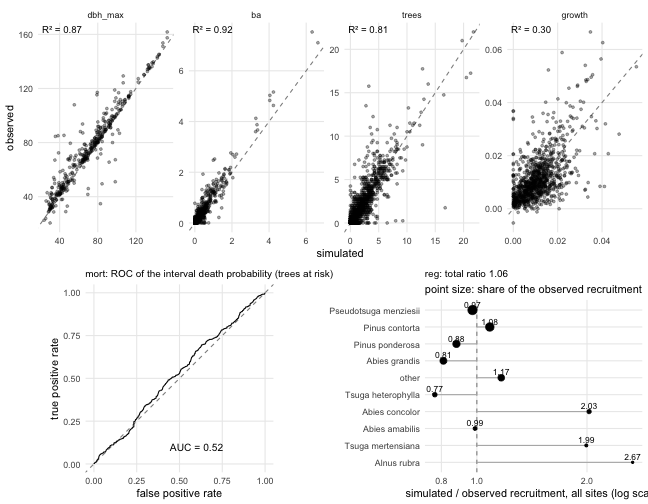 dbh_max
ba
trees
growth
R² = 0.87
R² = 0.92
R² = 0.81
R² = 0.30
observed
160
120
80
40
6
4
2
0
20
15
10
5
0
0.06
0.04
0.02
0.00
40 80 120
0 2 4 6
0 5 10 15 20
0.00 0.02 0.04
simulated
mort: ROC of the interval death probability (trees at risk)
true positive rate
1.00
0.75
0.50
0.25
0.00
AUC = 0.52
0.00 0.25 0.50 0.75 1.00
false positive rate
reg: total ratio 1.06
point size: share of the observed recruitment
Pseudotsuga menziesii 0.97
Pinus contorta 1.08
Pinus ponderosa 0.88
Abies grandis 0.81
other 1.17
Tsuga heterophylla 0.77
Abies concolor 2.03
Abies amabilis 0.99
Tsuga mertensiana 1.99
Alnus rubra 2.67
0.8 1.0 2.0
simulated / observed recruitment, all sites (log sca